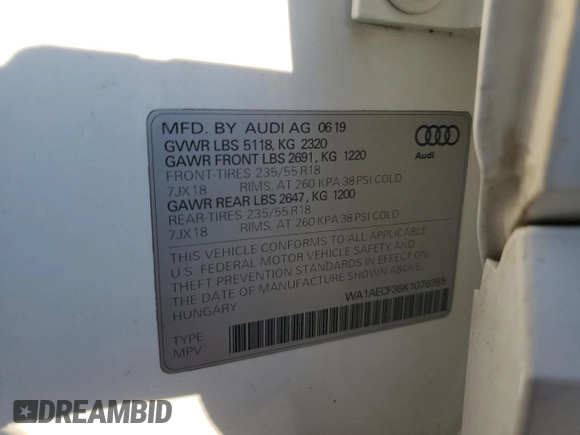 MFD. BY AUDI AG 0619
GVWR LBS 5118, KG 2320
GAWR FRONT LBS 2691, KG 1220
FRONT-TIRES 235/55 R18
7JX18 RIMS, AT 260 KPA 38 PSI COLD
GAWR REAR LBS 2647, KG 1200
REAR-TIRES 235/55 R18
7JX18 RIMS, AT 260 KPA 38 PSI COLD
THIS VEHICLE CONFORMS TO ALL APPLICABLE
U.S. FEDERAL MOTOR VEHICLE SAFETY AND
THEFT PREVENTION STANDARDS IN EFFECT ON
THE DATE OF MANUFACTURE SHOWN ABOVE.
HUNGARY
WA1AECF38K1076355
TYPE
MPV
Audi
DREAMBID